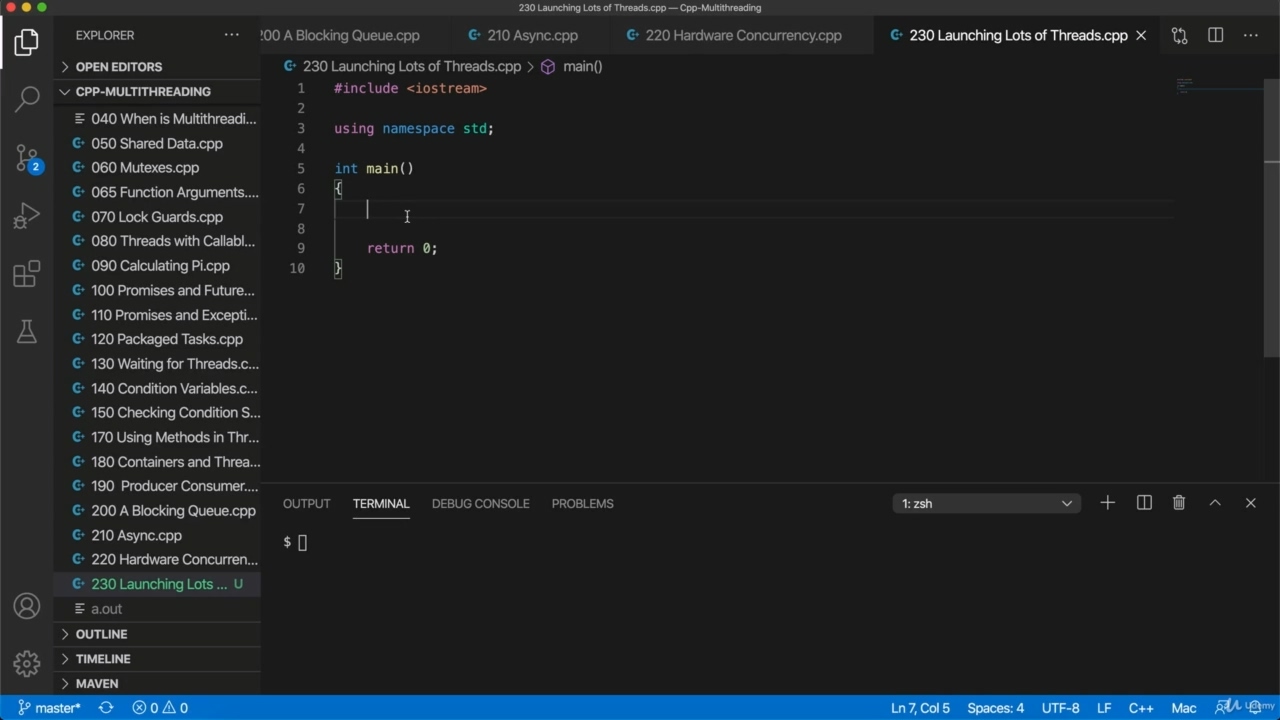 230 Launching Lots of Threads.cpp — Cpp-Multithreading
EXPLORER
200 A Blocking Queue.cpp
210 Async.cpp
220 Hardware Concurrency.cpp
230 Launching Lots of Threads.cpp
OPEN EDITORS
230 Launching Lots of Threads.cpp > main()
CPP-MULTITHREADING
040 When is Multithreadi...
050 Shared Data.cpp
060 Mutexes.cpp
065 Function Arguments....
070 Lock Guards.cpp
080 Threads with Callabl...
090 Calculating Pi.cpp
100 Promises and Future...
110 Promises and Excepti...
120 Packaged Tasks.cpp
130 Waiting for Threads.c...
140 Condition Variables.c...
150 Checking Condition S...
170 Using Methods in Thr...
180 Containers and Threa...
190 Producer Consumer....
200 A Blocking Queue.cpp
210 Async.cpp
220 Hardware Concurren...
230 Launching Lots ... U
a.out
OUTLINE
TIMELINE
MAVEN
2
1 #include <iostream>
2
3 using namespace std;
4
5 int main()
6 {
7
8
9 return 0;
10 }
OUTPUT TERMINAL DEBUG CONSOLE PROBLEMS
1: zsh
$
master* 0 0
Ln 7, Col 5 Spaces: 4 UTF-8 LF C++ Mac
Udemy